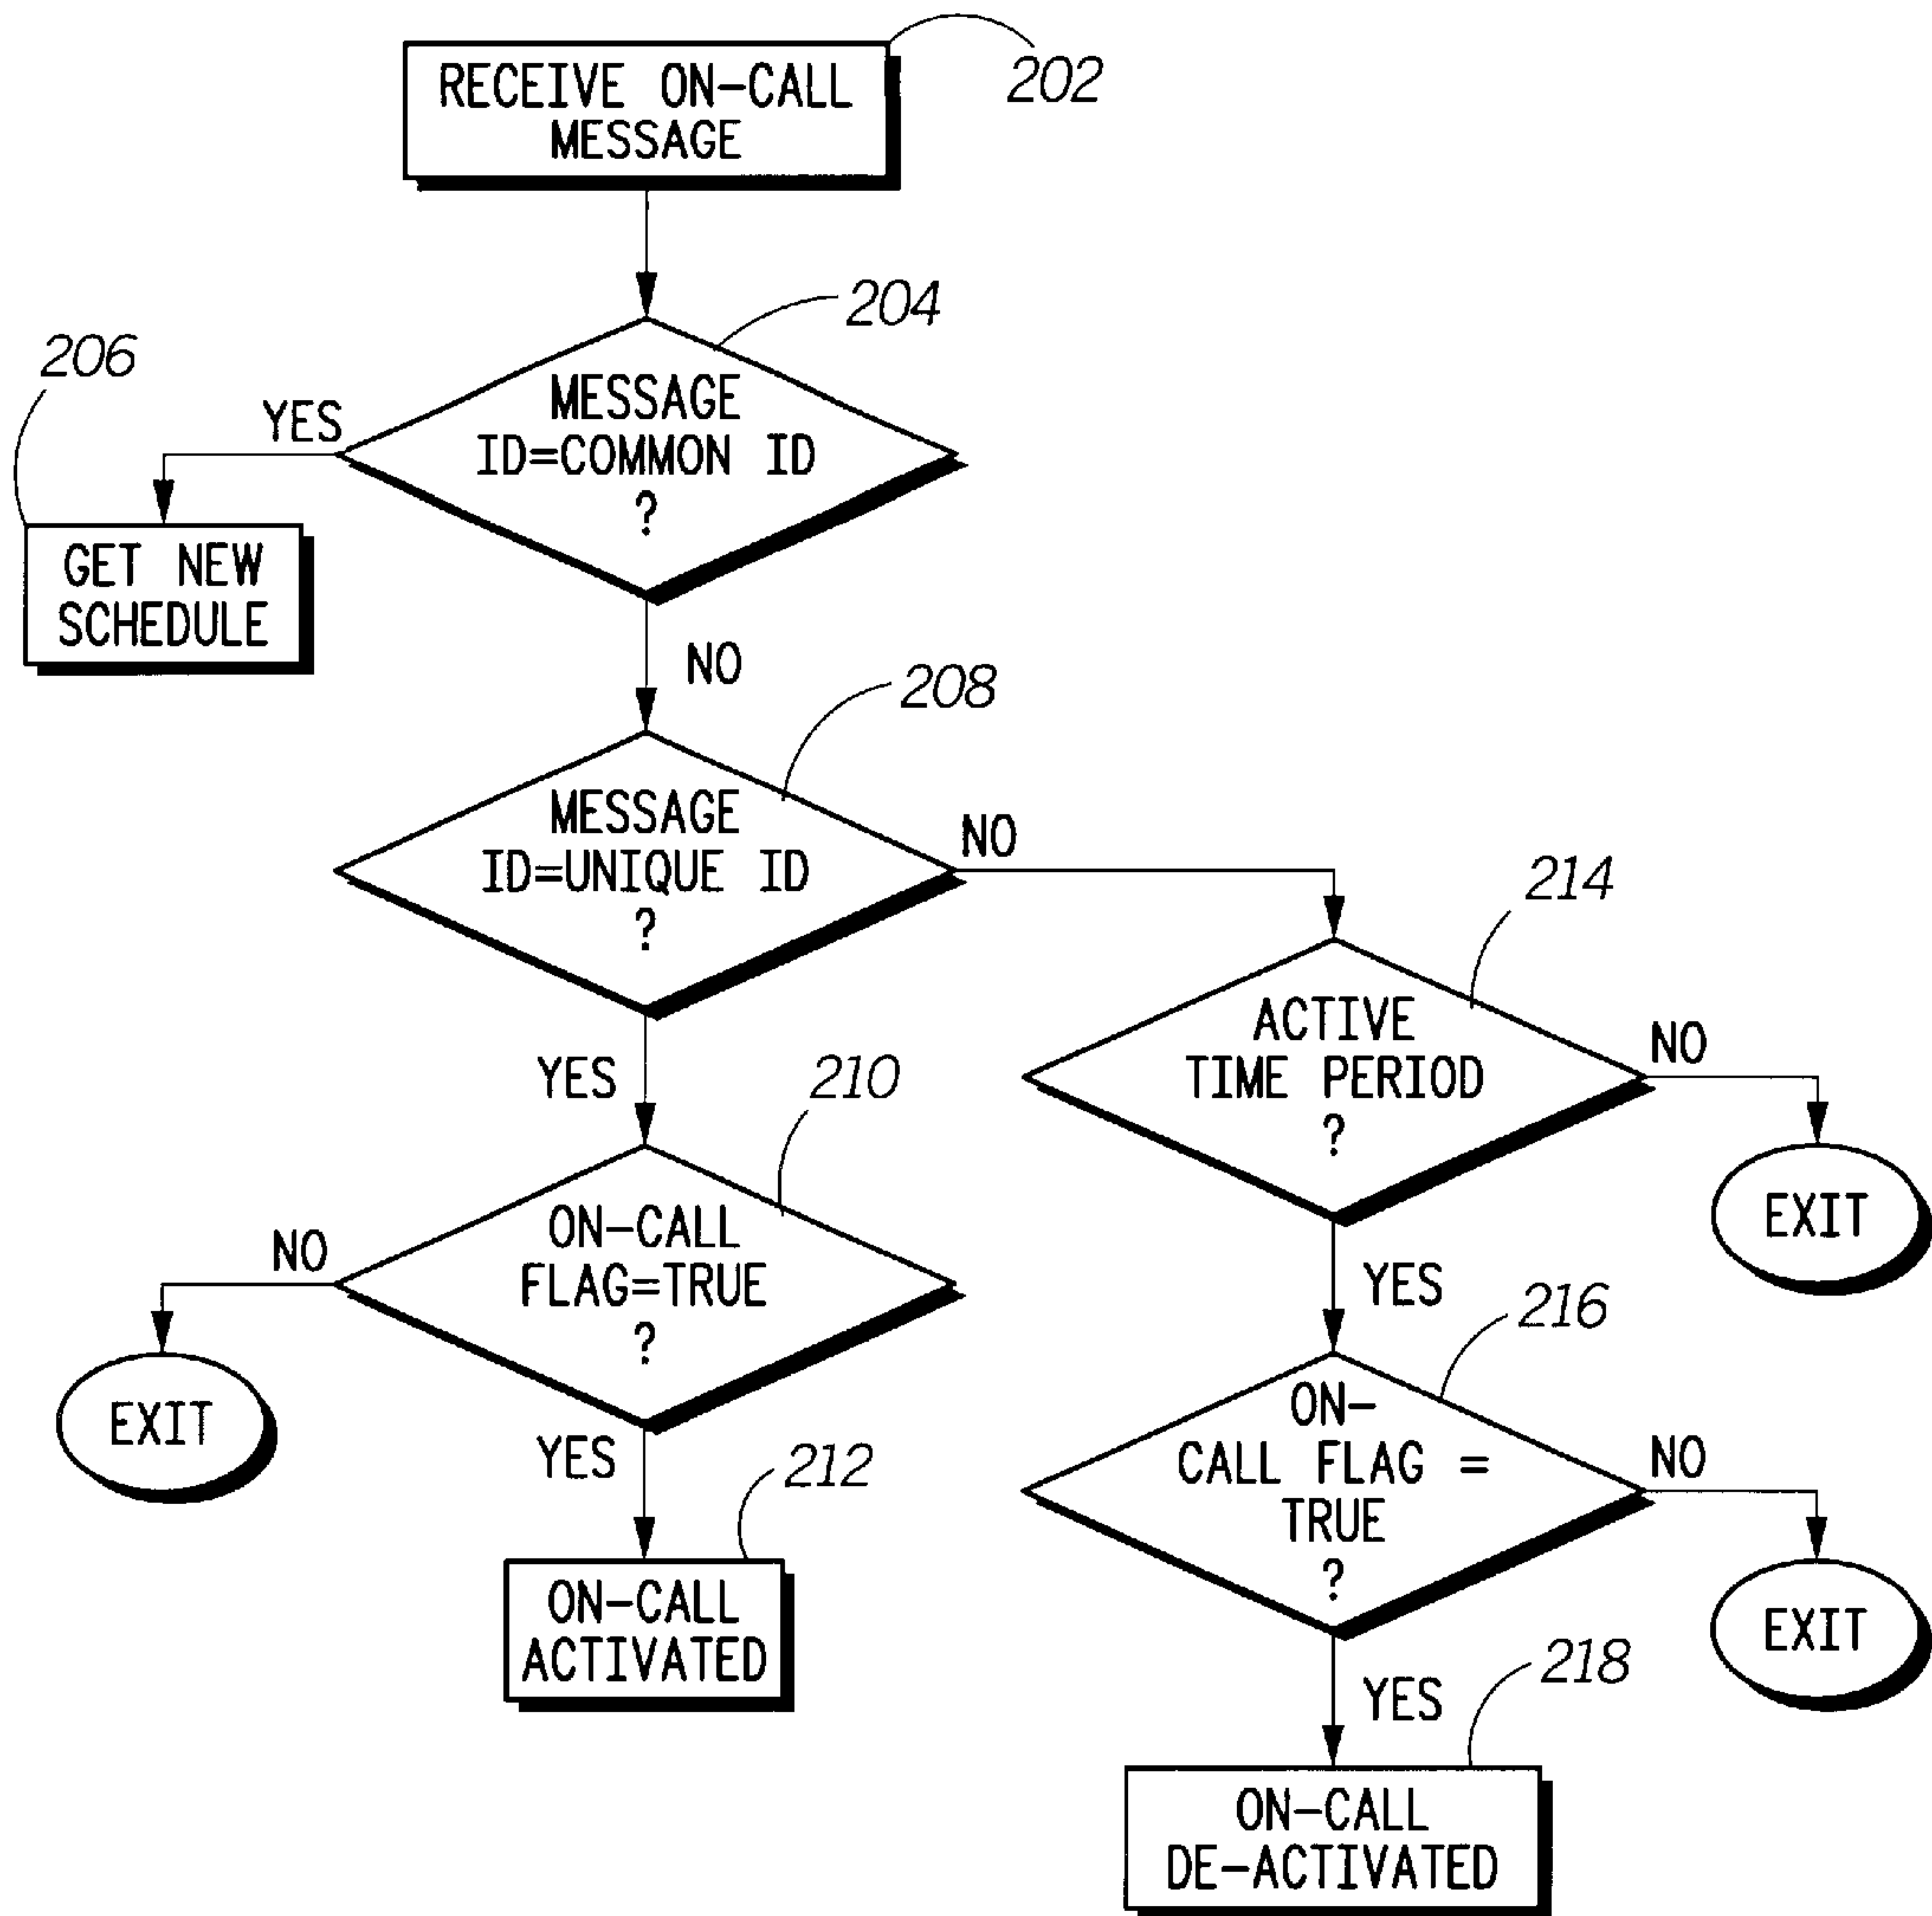 RECEIVE ON-CALL
MESSAGE
202
204
MESSAGE
ID=COMMON ID
?
YES
206
GET NEW
SCHEDULE
NO
208
MESSAGE
ID=UNIQUE ID
?
NO
214
ACTIVE
TIME PERIOD
?
NO
EXIT
YES
210
ON-CALL
FLAG=TRUE
?
NO
EXIT
YES
212
ON-CALL
ACTIVATED
YES
216
ON-
CALL FLAG =
TRUE
?
NO
EXIT
YES
218
ON-CALL
DE-ACTIVATED